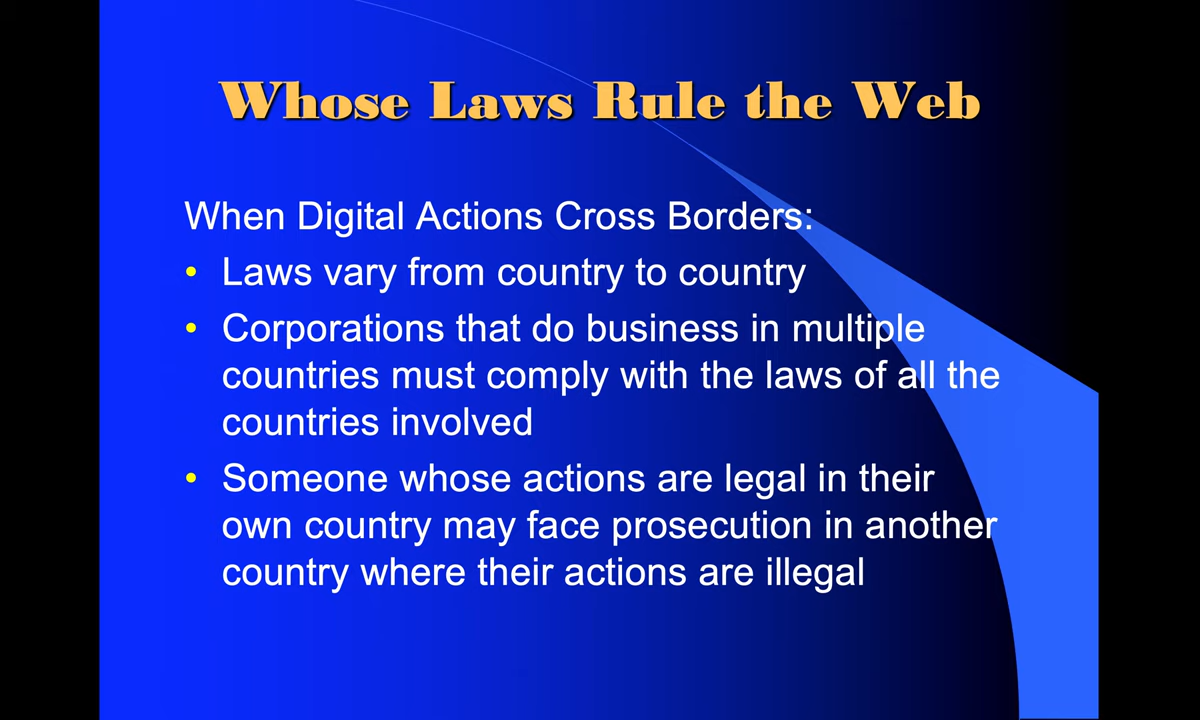 Whose Laws Rule the Web
When Digital Actions Cross Borders:
• Laws vary from country to country
• Corporations that do business in multiple
countries must comply with the laws of all the
countries involved
• Someone whose actions are legal in their
own country may face prosecution in another
country where their actions are illegal